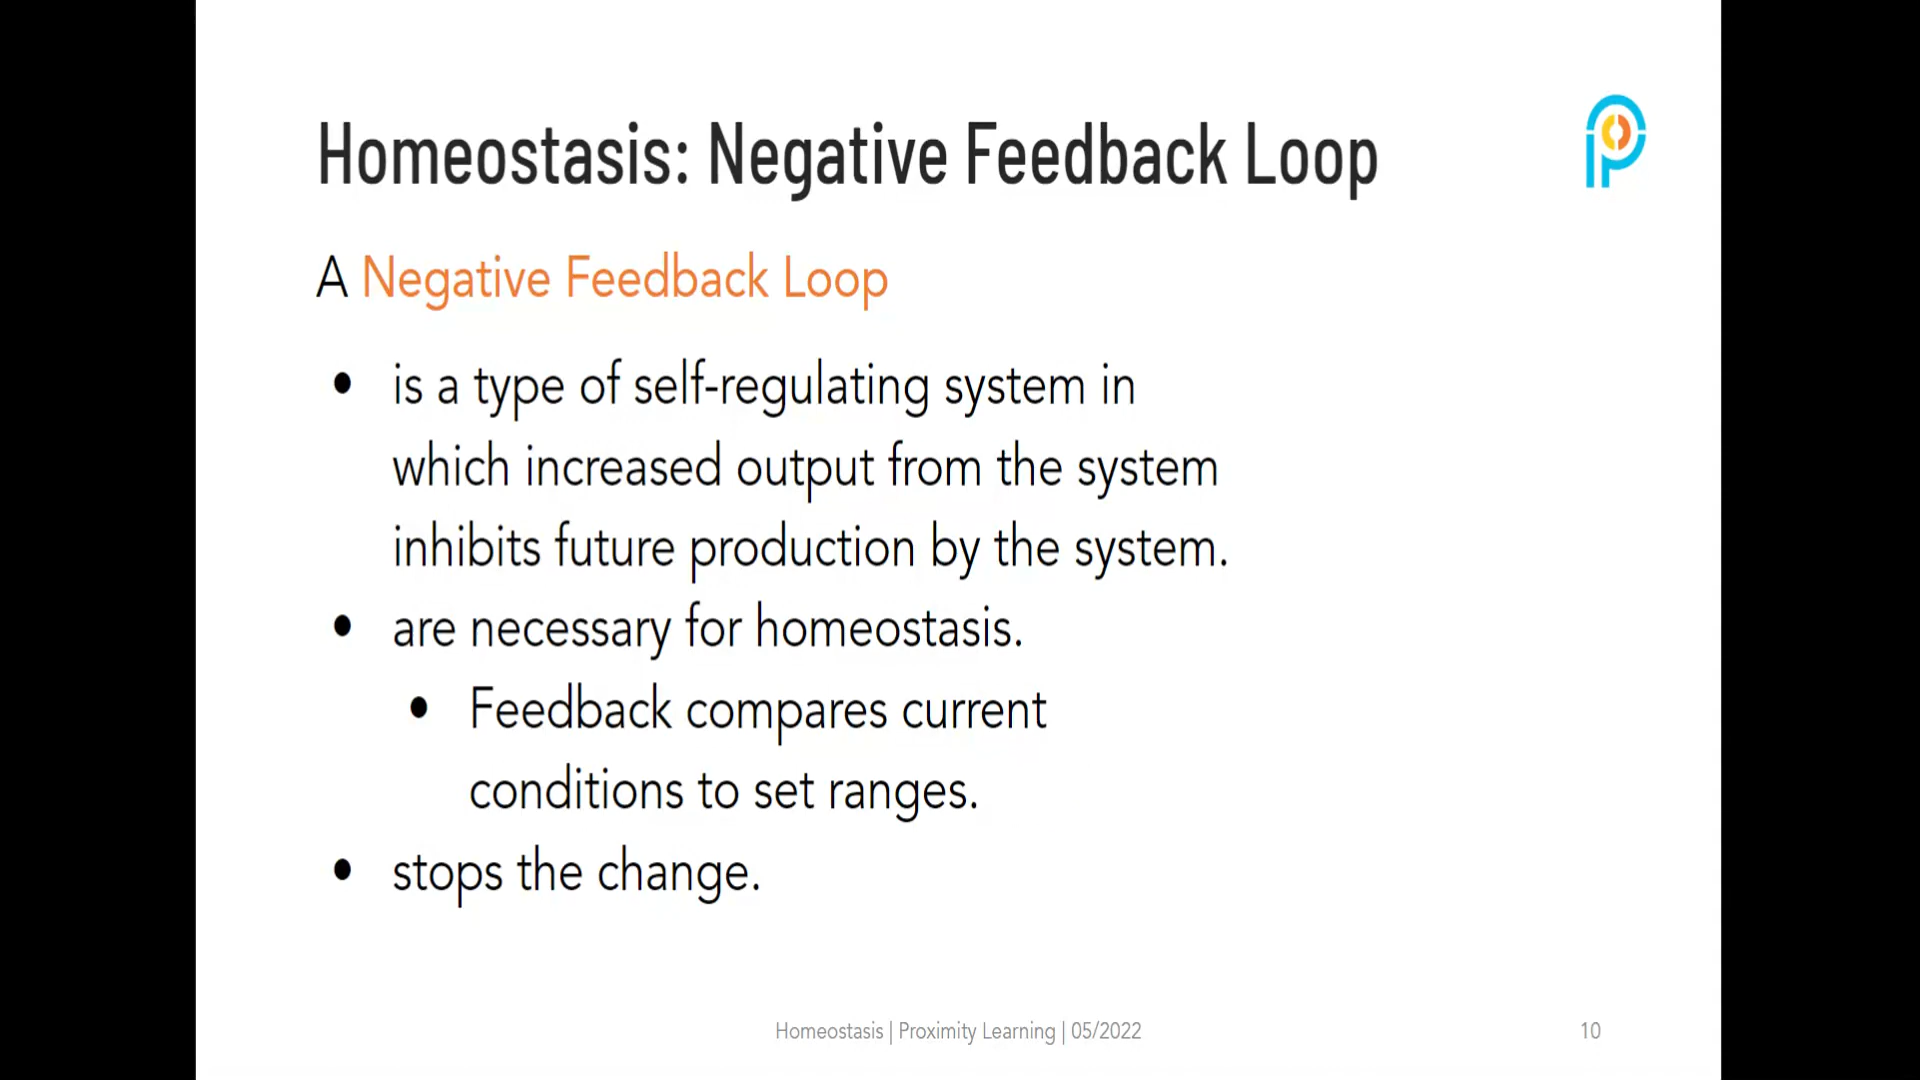 Homeostasis: Negative Feedback Loop
A Negative Feedback Loop
• is a type of self-regulating system in
which increased output from the system
inhibits future production by the system.
• are necessary for homeostasis.
• Feedback compares current
conditions to set ranges.
• stops the change.
Homeostasis | Proximity Learning | 05/2022
10